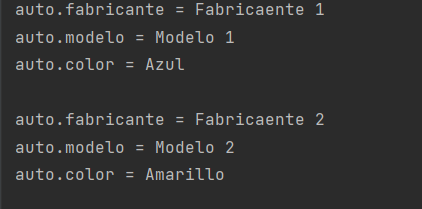 auto.fabricante = Fabricaente 1
auto.modelo = Modelo 1
auto.color = Azul
auto.fabricante = Fabricaente 2
auto.modelo = Modelo 2
auto.color = Amarillo